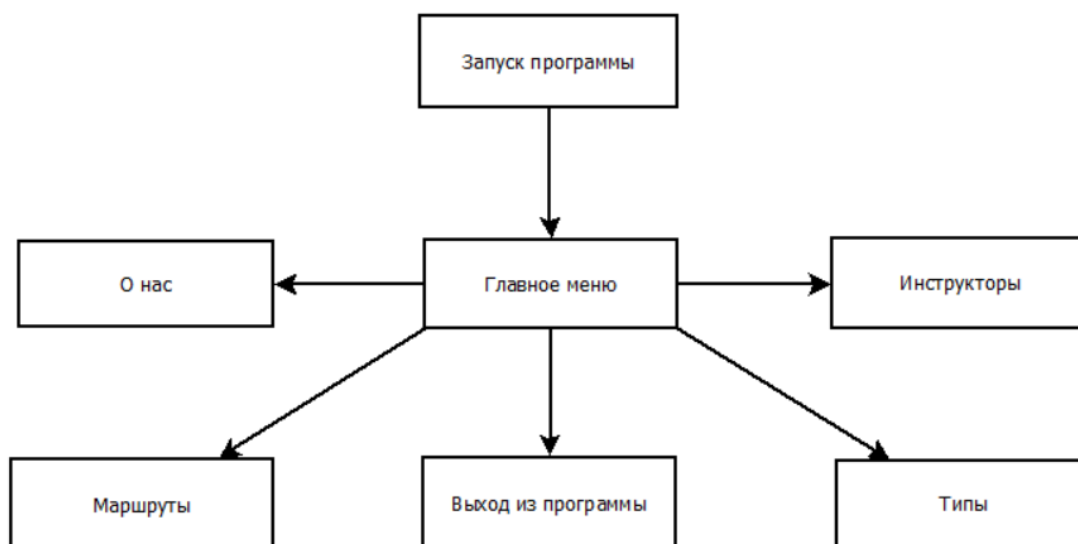 Запуск программы
О нас
Главное меню
Инструкторы
Маршруты
Выход из программы
Типы